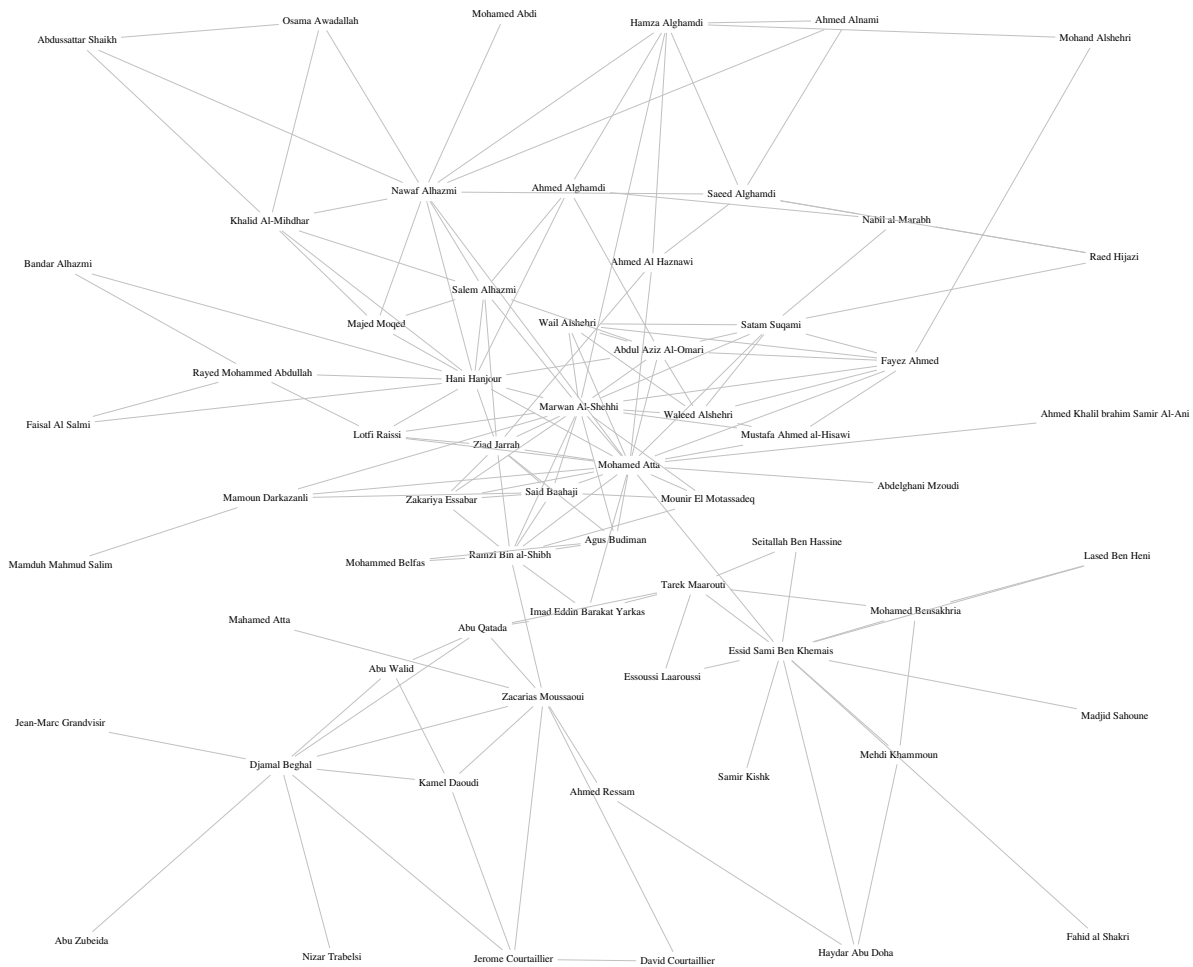 Mohamed Abdi
Osama Awadallah
Ahmed Alnami
Hamza Alghamdi
Abdussattar Shaikh
Mohand Alshehri
Nawaf Alhazmi
Ahmed Alghamdi
Saeed Alghamdi
Khalid Al-Mihdhar
Nabil al-Marabh
Raed Hijazi
Bandar Alhazmi
Ahmed Al Haznawi
Salem Alhazmi
Majed Moqed
Wail Alshehri
Satam Suqami
Abdul Aziz Al-Omari
Fayez Ahmed
Rayed Mohammed Abdullah
Hani Hanjour
Marwan Al-Shehhi
Waleed Alshehri
Ahmed Khalil brahim Samir Al-Ani
Faisal Al Salmi
Lotfi Raissi
Mustafa Ahmed al-Hisawi
Ziad Jarrah
Mohamed Atta
Abdelghani Mzoudi
Said Baahaji
Mamoun Darkazanli
Zakariya Essabar
Mounir El Motassadeq
Agus Budiman
Seitallah Ben Hassine
Mamduh Mahmud Salim
Mohammed Belfas
Ramzi Bin al-Shibh
Lased Ben Heni
Tarek Maarouti
Imad Eddin Barakat Yarkas
Mohamed Bensakhria
Mahamed Atta
Abu Qatada
Essid Sami Ben Khemais
Abu Walid
Essoussi Laaroussi
Zacarias Moussaoui
Madjid Sahoune
Jean-Marc Grandvisir
Mehdi Khammoun
Djamal Beghal
Samir Kishk
Kamel Daoudi
Ahmed Ressam
Fahid al Shakri
Abu Zubeida
Haydar Abu Doha
Nizar Trabelsi
Jerome Courtaillier
David Courtaillier